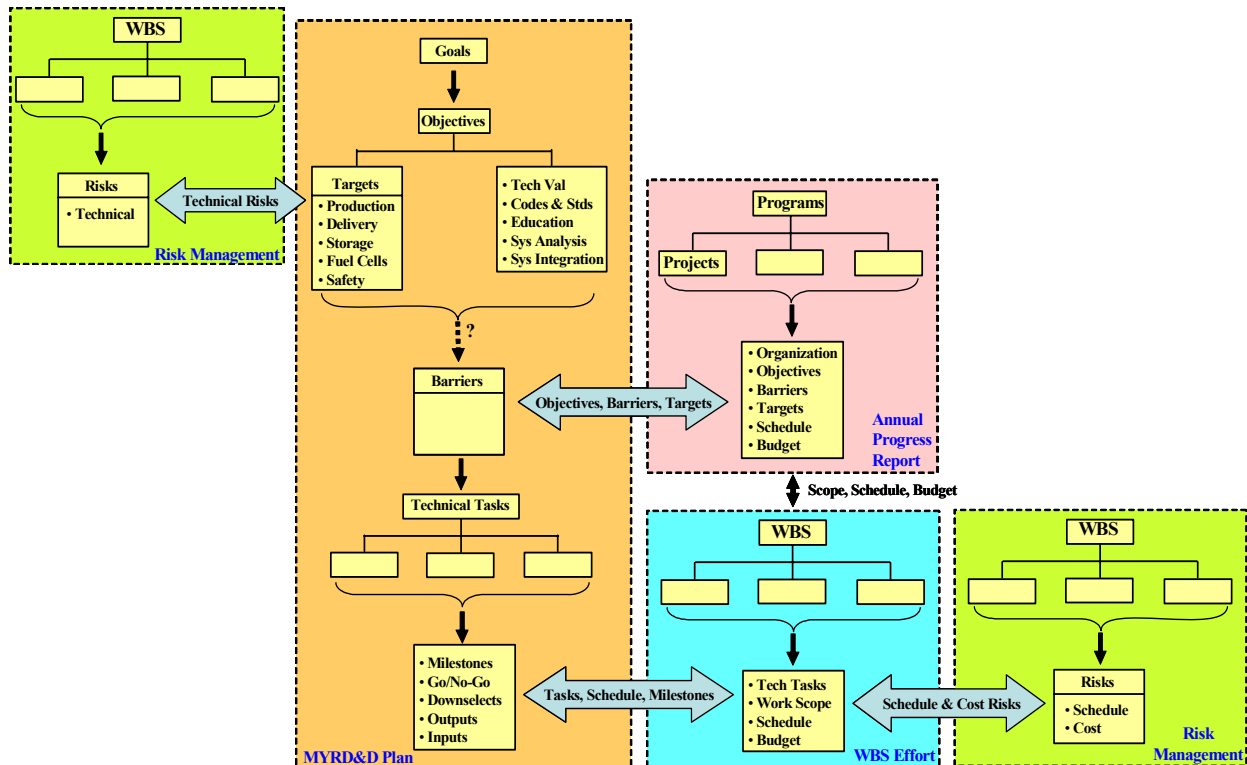 WBS
Risks
• Technical
Risk Management
Technical Risks
Goals
Objectives
Targets
• Production
• Delivery
• Storage
• Fuel Cells
• Safety
• Tech Val
• Codes & Stds
• Education
• Sys Analysis
• Sys Integration
?
Barriers
Technical Tasks
• Milestones
• Go/No-Go
• Downselects
• Outputs
• Inputs
MYRD&D Plan
Objectives, Barriers, Targets
Tasks, Schedule, Milestones
Programs
Projects
• Organization
• Objectives
• Barriers
• Targets
• Schedule
• Budget
Annual
Progress
Report
Scope, Schedule, Budget
WBS
• Tech Tasks
• Work Scope
• Schedule
• Budget
WBS Effort
Schedule & Cost Risks
WBS
Risks
• Schedule
• Cost
Risk
Management